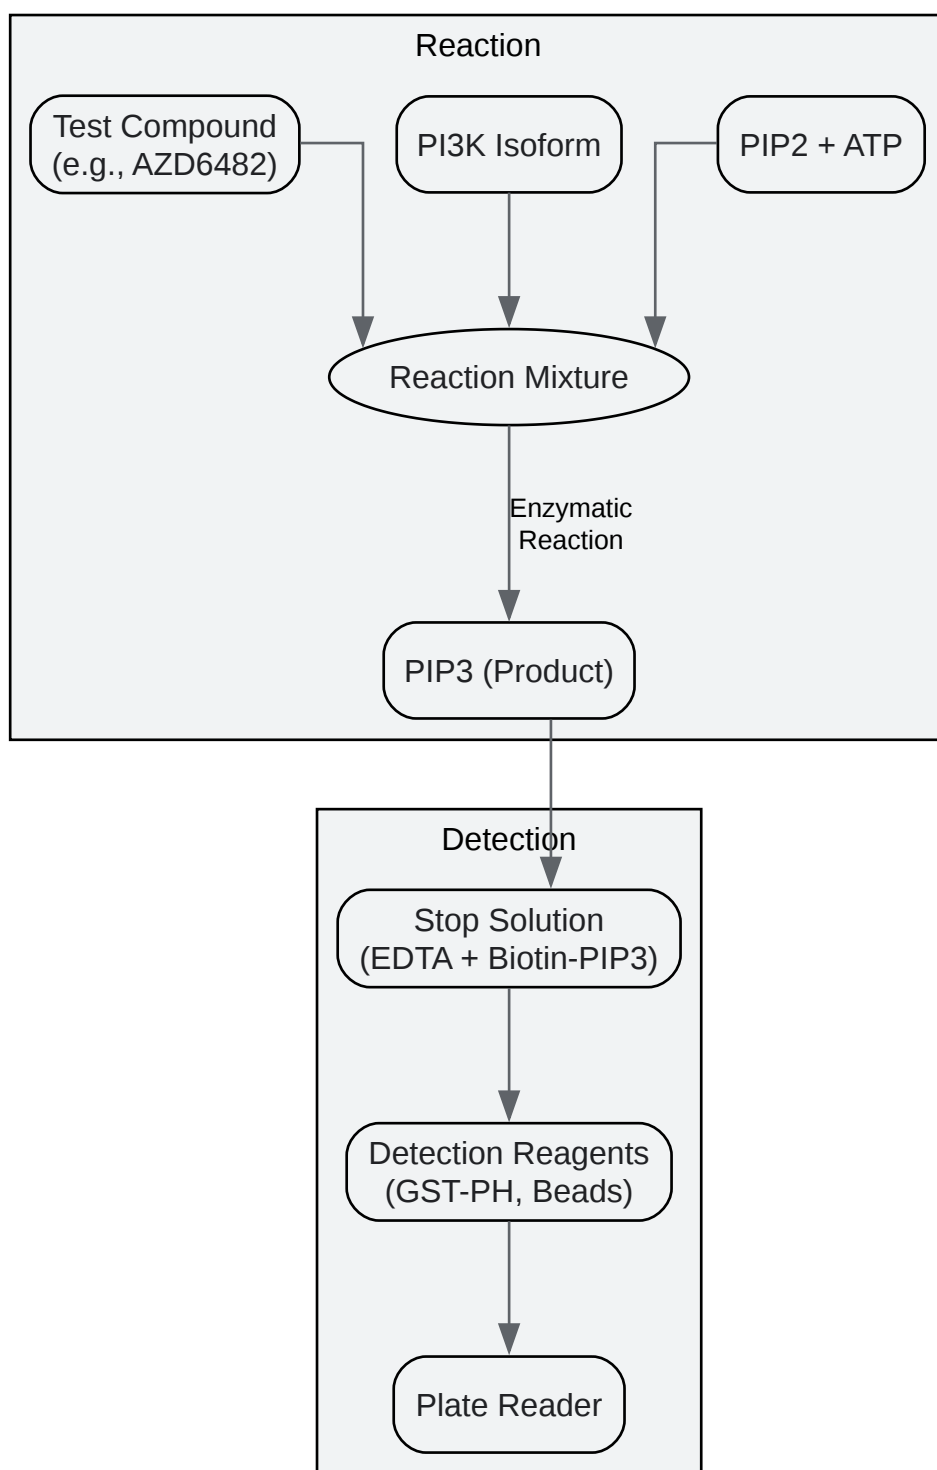 Reaction
Test Compound
(e.g., AZD6482)
PI3K Isoform
PIP2 + ATP
Reaction Mixture
Enzymatic
Reaction
PIP3 (Product)
Detection
Stop Solution
(EDTA + Biotin-PIP3)
Detection Reagents
(GST-PH, Beads)
Plate Reader